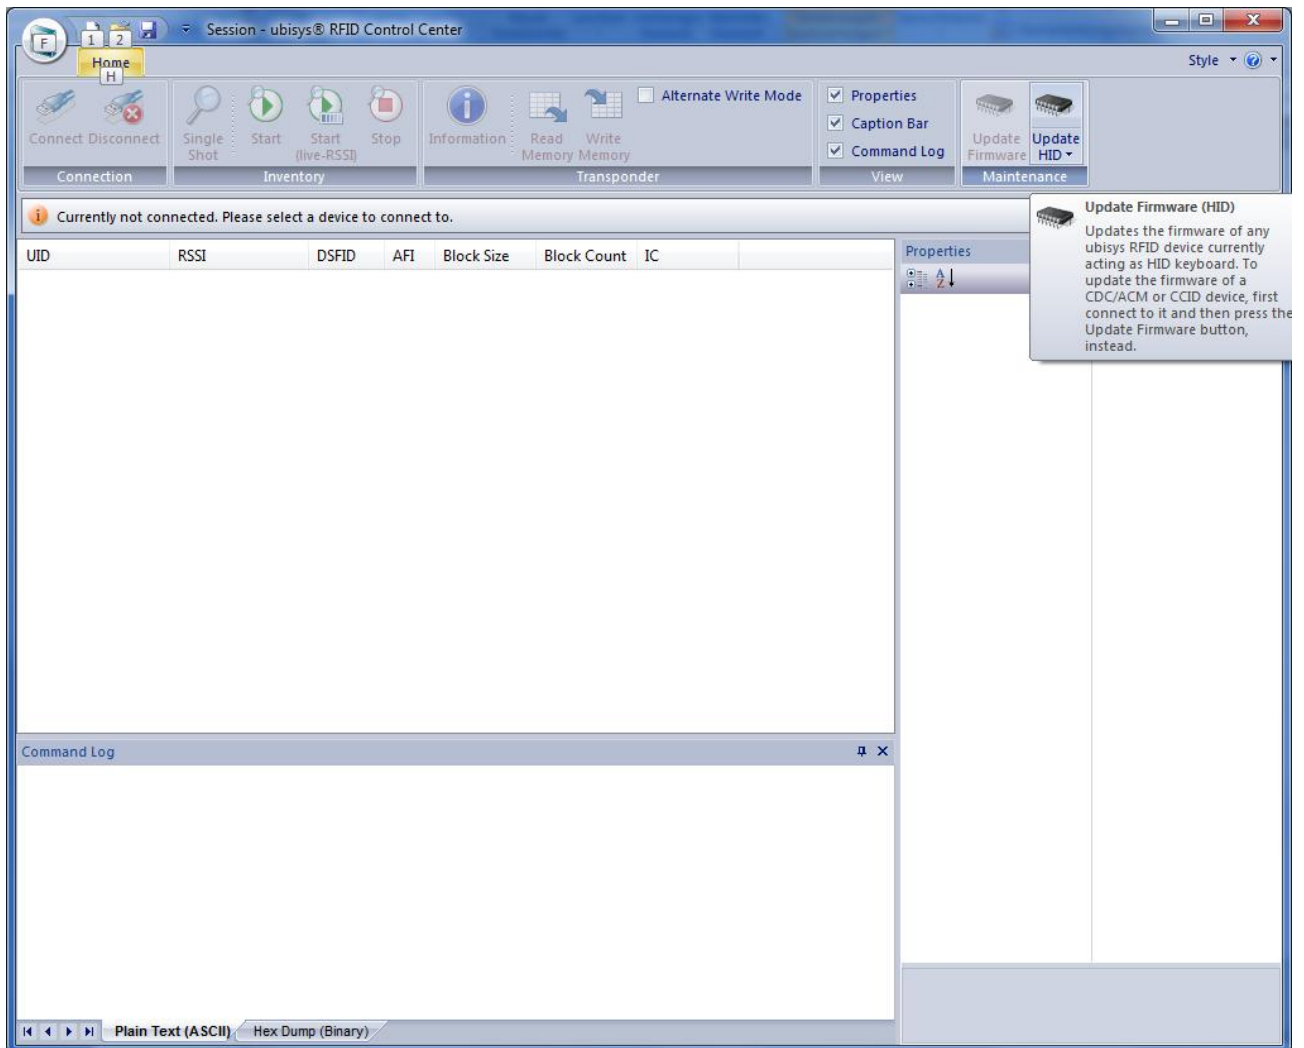 Session - ubisys® RFID Control Center
F
1
2
Home
H
Style
Connect
Disconnect
Single Shot
Start
Start (live-RSSI)
Stop
Information
Read Memory
Write Memory
Alternate Write Mode
Properties
Caption Bar
Command Log
Update Firmware
Update HID
Connection
Inventory
Transponder
View
Maintenance
i Currently not connected. Please select a device to connect to.
Update Firmware (HID)
Updates the firmware of any
ubisys RFID device currently
acting as HID keyboard. To
update the firmware of a
CDC/ACM or CCID device, first
connect to it and then press the
Update Firmware button,
instead.
UID RSSI DSFID AFI Block Size Block Count IC
Properties
A
Z
Command Log
Plain Text (ASCII)
Hex Dump (Binary)